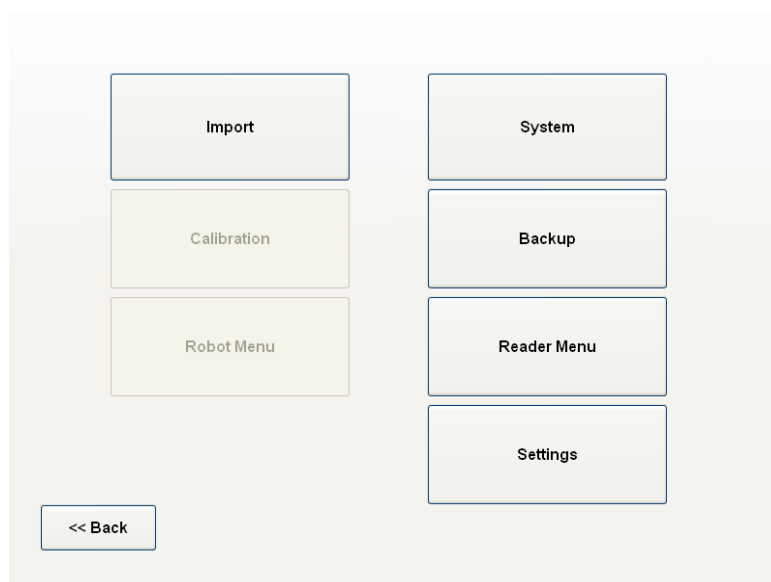 Import
System
Calibration
Backup
Robot Menu
Reader Menu
Settings
<< Back